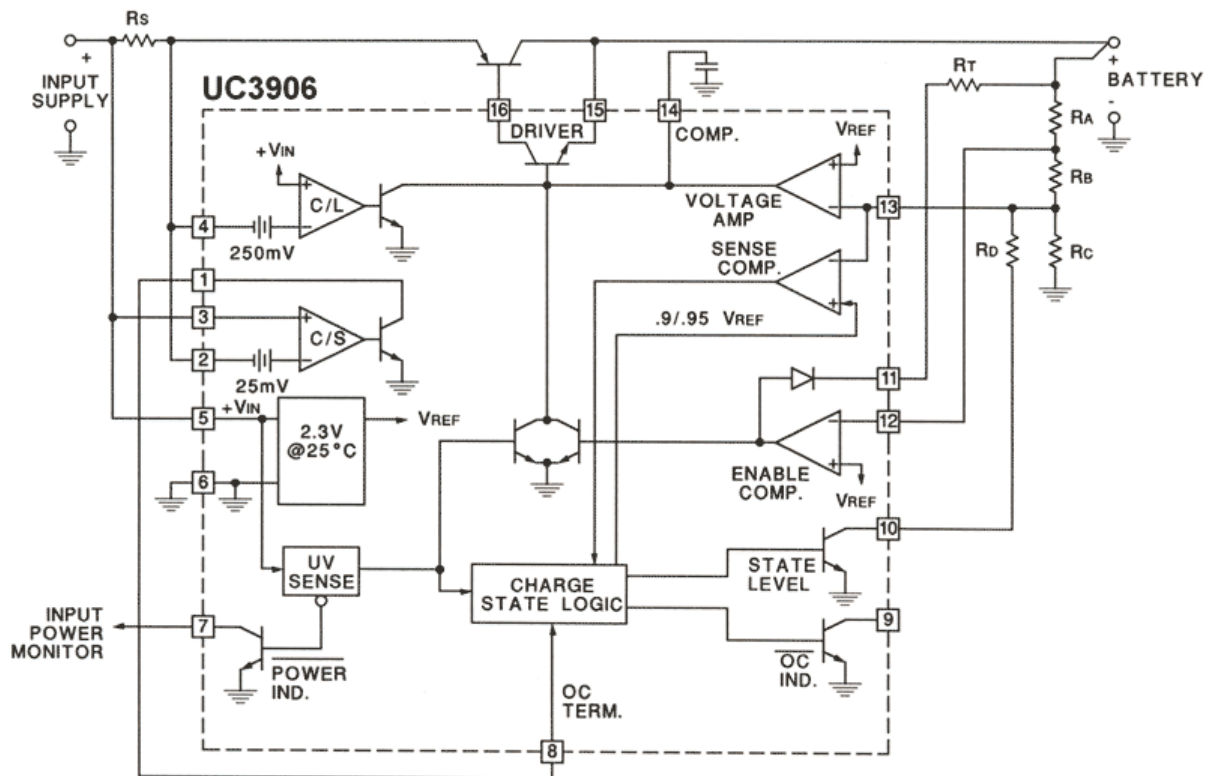 RS
+
INPUT
SUPPLY
UC3906
16
15
14
DRIVER
COMP.
RT
+
BATTERY
-
RA
RB
+VIN
+
C/L
-
4
250mV
VREF
+
-
VOLTAGE
AMP
13
RD
RC
1
3
+
C/S
-
2
25mV
SENSE
COMP.
-
+
.9/.95 VREF
11
5
+VIN
2.3V
@25°C
VREF
6
12
-
+
ENABLE
COMP.
VREF
10
UV
SENSE
CHARGE
STATE LOGIC
STATE
LEVEL
INPUT
POWER
MONITOR
7
POWER
IND.
9
OC
IND.
OC
TERM.
8